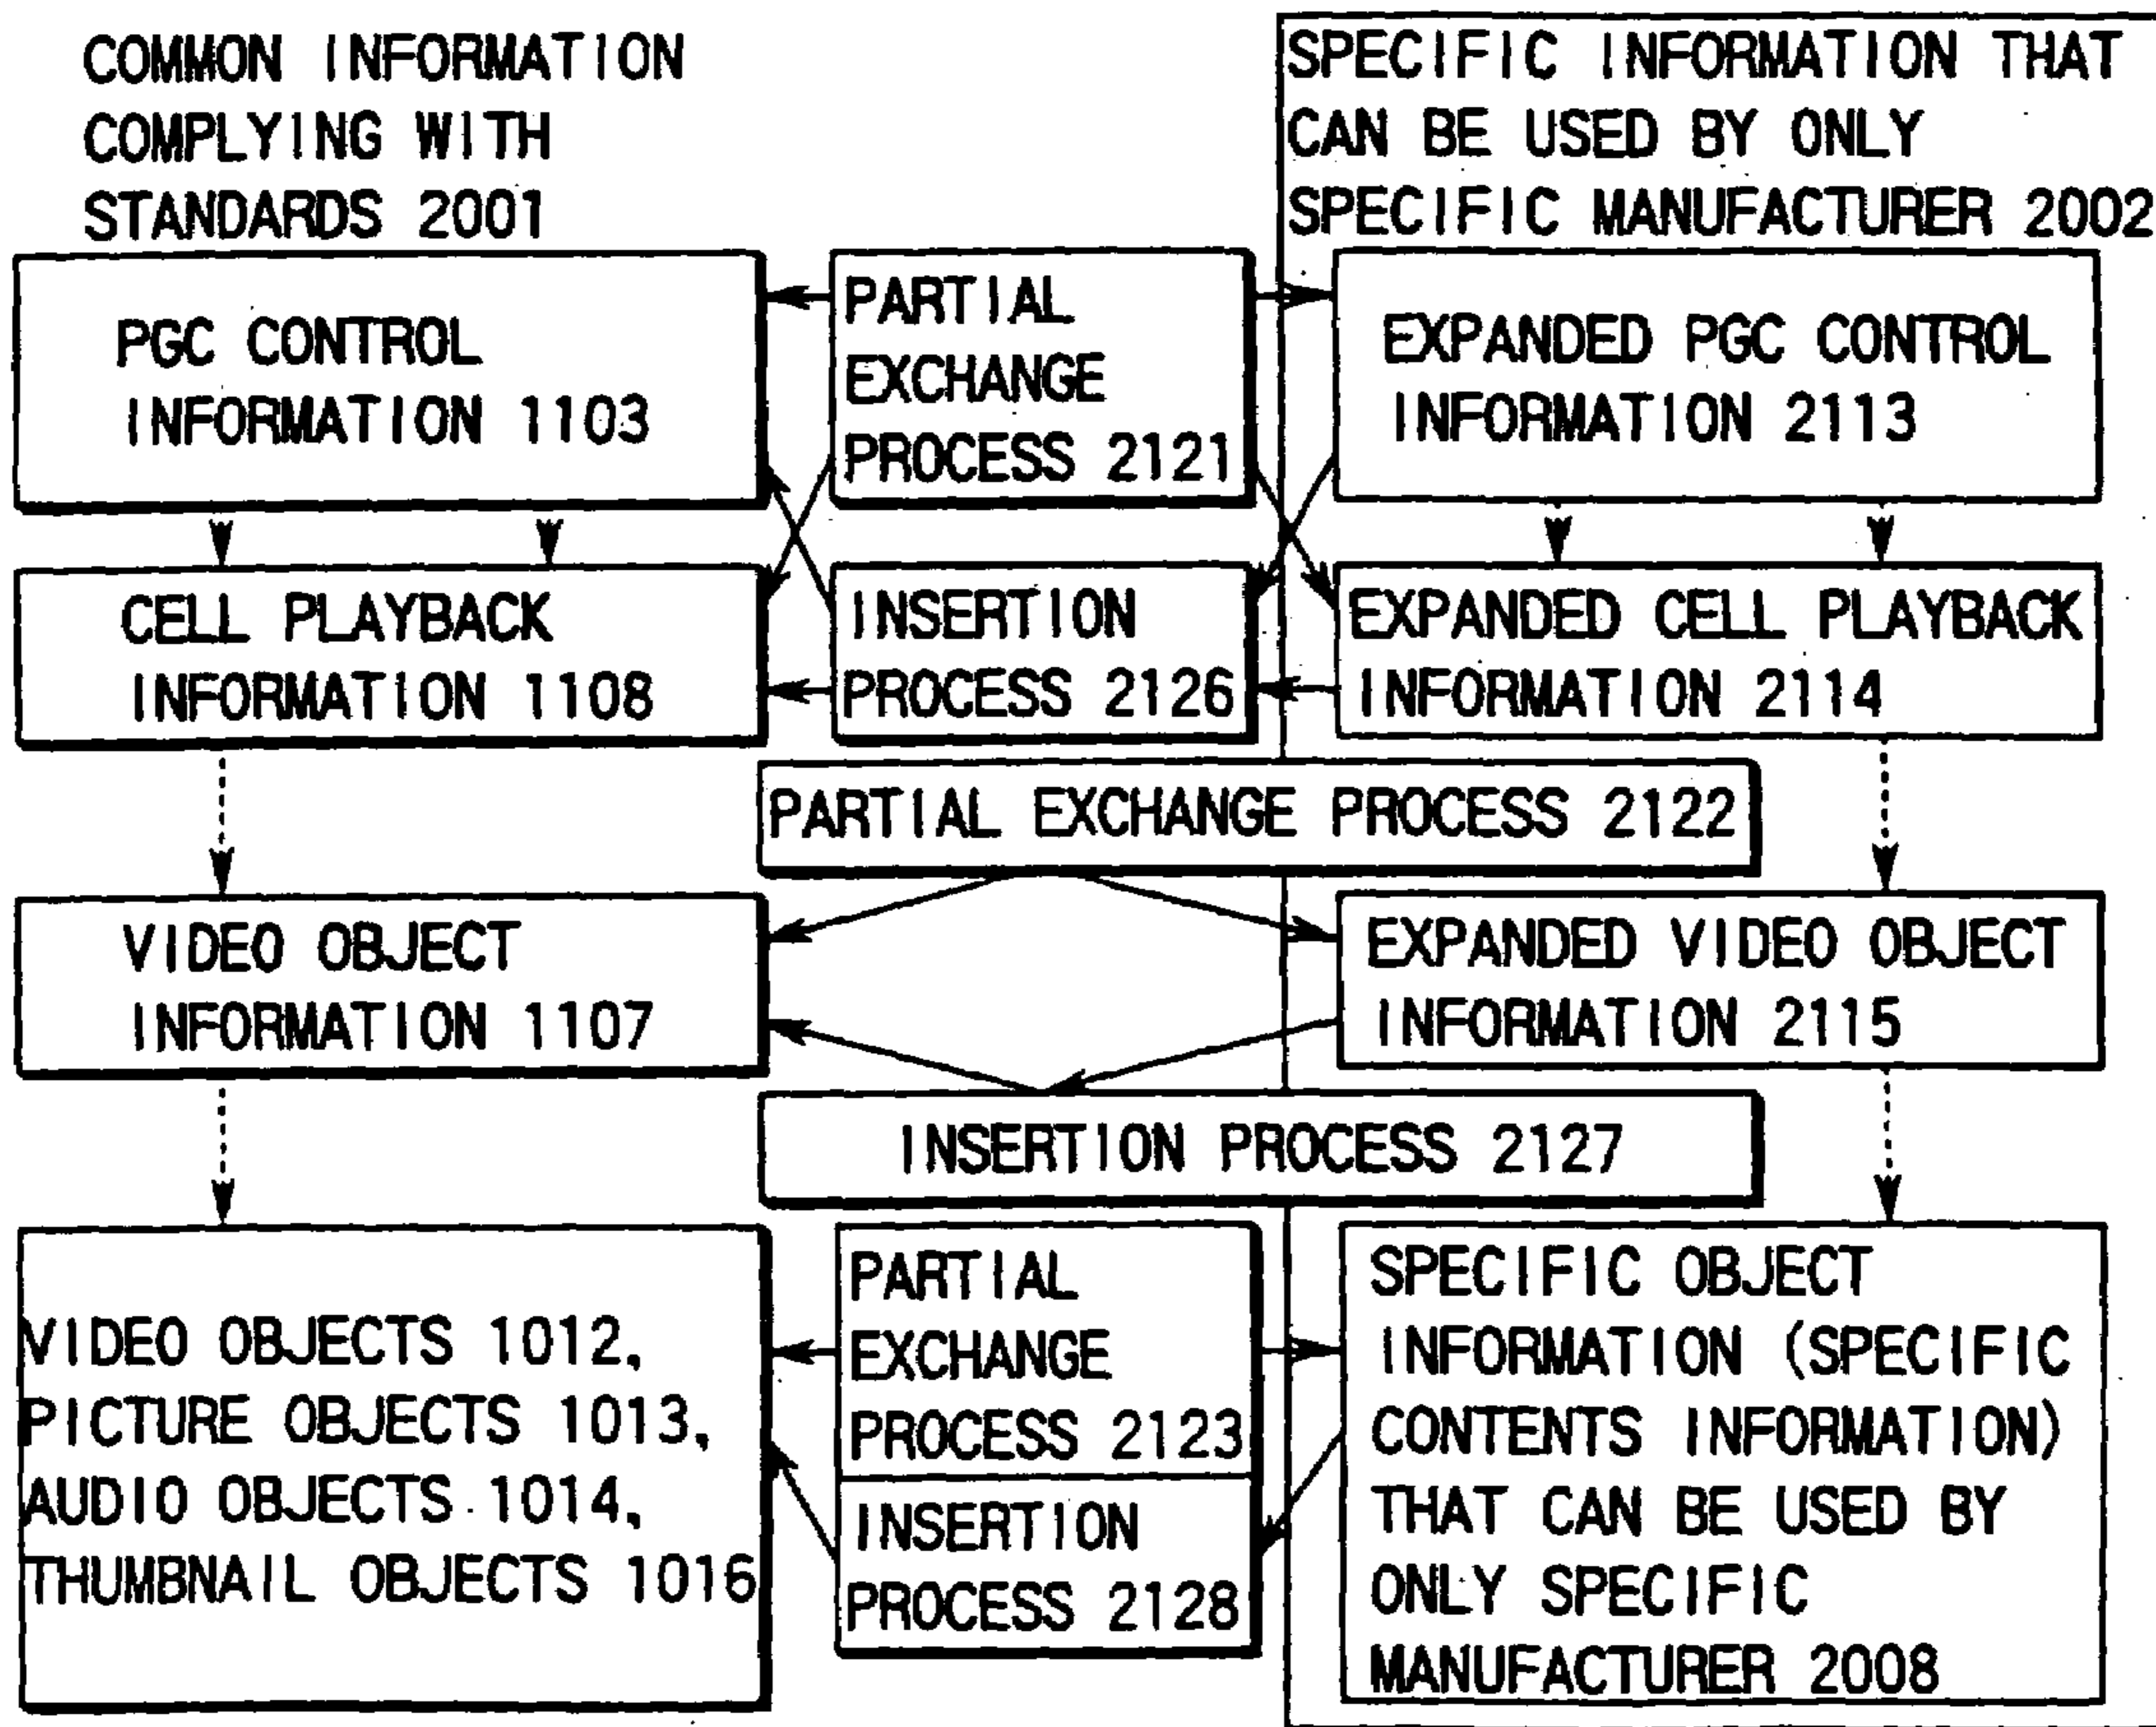 COMMON INFORMATION
COMPLYING WITH
STANDARDS 2001
SPECIFIC INFORMATION THAT
CAN BE USED BY ONLY
SPECIFIC MANUFACTURER 2002
PGC CONTROL
INFORMATION 1103
PARTIAL
EXCHANGE
PROCESS 2121
EXPANDED PGC CONTROL
INFORMATION 2113
CELL PLAYBACK
INFORMATION 1108
INSERTION
PROCESS 2126
EXPANDED CELL PLAYBACK
INFORMATION 2114
PARTIAL EXCHANGE PROCESS 2122
VIDEO OBJECT
INFORMATION 1107
EXPANDED VIDEO OBJECT
INFORMATION 2115
INSERTION PROCESS 2127
VIDEO OBJECTS 1012,
PICTURE OBJECTS 1013,
AUDIO OBJECTS 1014,
THUMBNAIL OBJECTS 1016
PARTIAL
EXCHANGE
PROCESS 2123
INSERTION
PROCESS 2128
SPECIFIC OBJECT
INFORMATION (SPECIFIC
CONTENTS INFORMATION)
THAT CAN BE USED BY
ONLY SPECIFIC
MANUFACTURER 2008